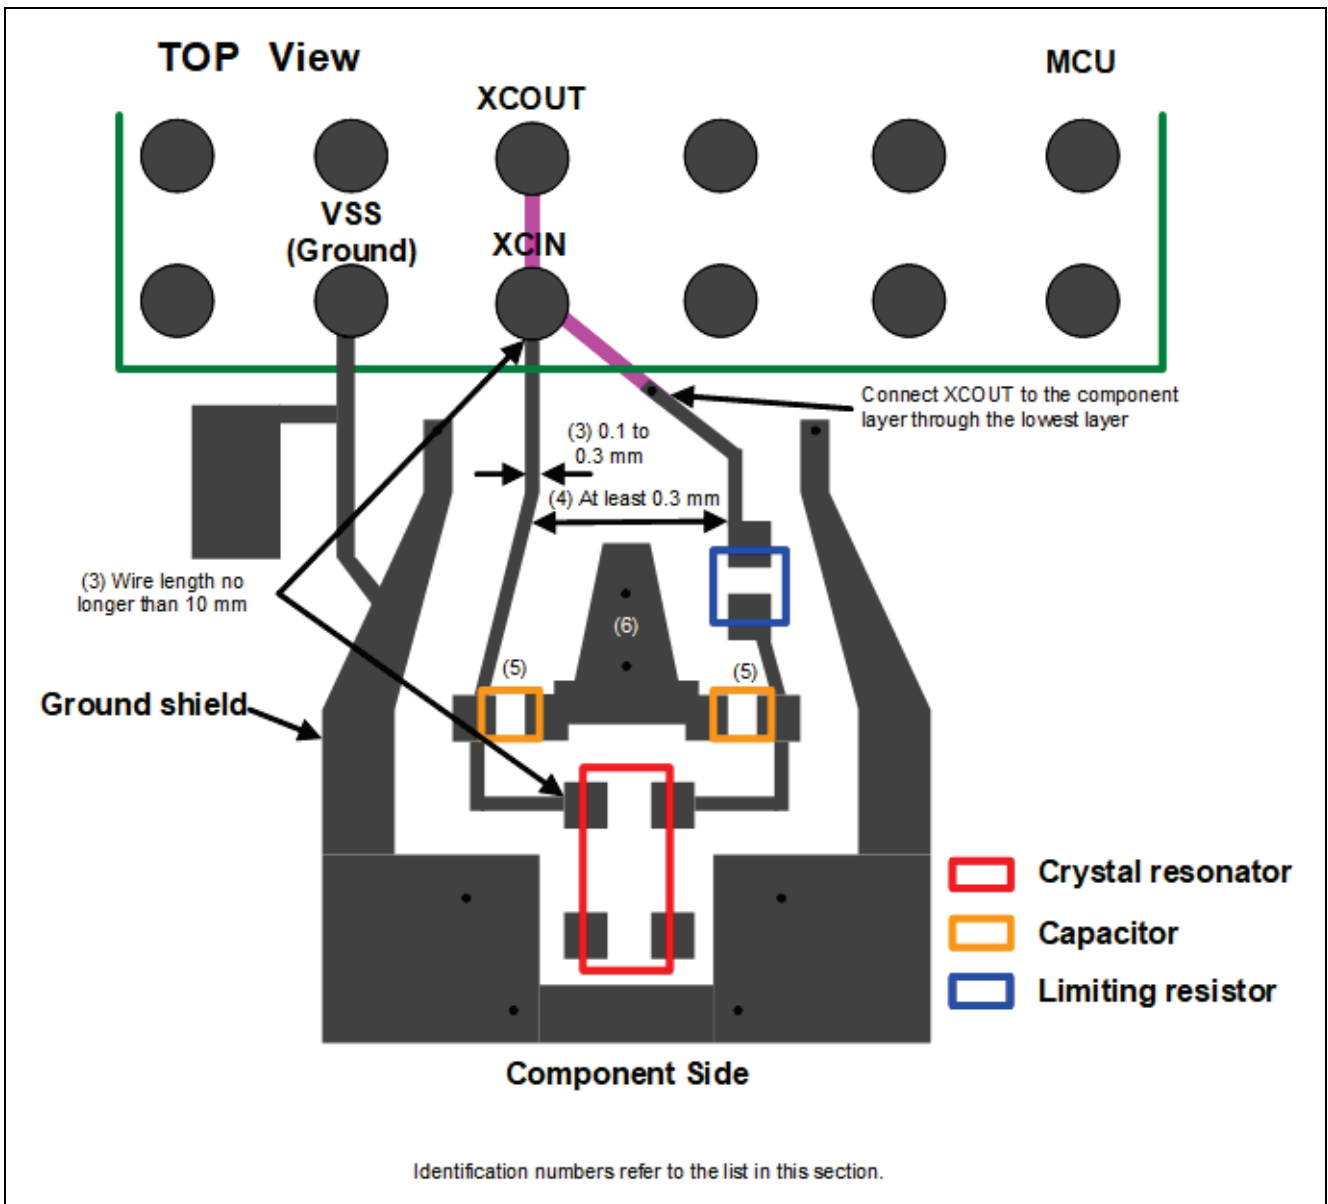 TOP View
MCU
XCOUT
VSS
(Ground)
XCIN
Connect XCOUT to the component
layer through the lowest layer
(3) 0.1 to
0.3 mm
(4) At least 0.3 mm
(3) Wire length no
longer than 10 mm
(6)
(5)
(5)
Ground shield
Crystal resonator
Capacitor
Limiting resistor
Component Side
Identification numbers refer to the list in this section.